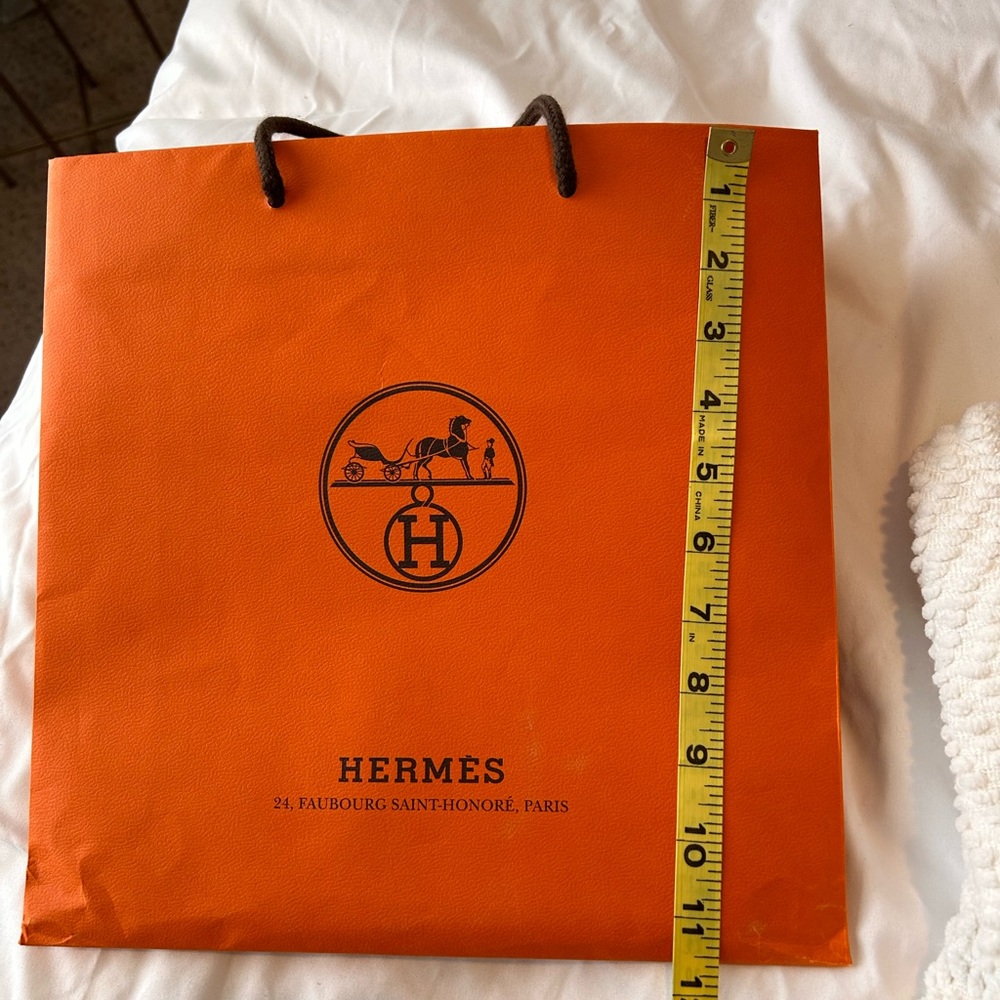 H
HERMÈS
24, FAUBOURG SAINT-HONORÉ, PARIS
1
FIBER-
2
GLASS
3
4
MADE IN
5
CHINA
6
7
IN
8
9
10
11